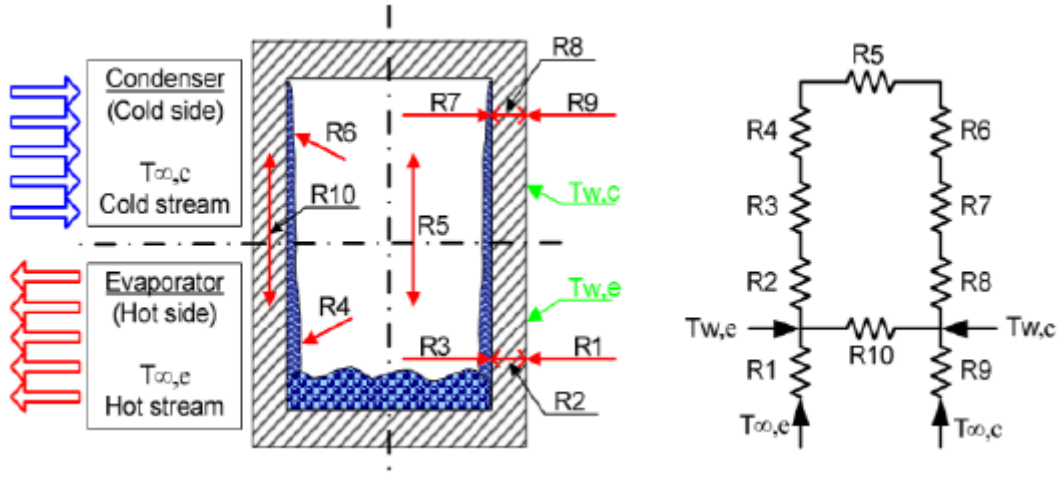 Condenser
(Cold side)
T∞,c
Cold stream
Evaporator
(Hot side)
T∞,e
Hot stream
R8
R7
R9
R6
Tw,c
R10
R5
Tw,e
R4
R3
R1
R2
R5
R4
R6
R3
R7
R2
R8
Tw,e
Tw,c
R10
R1
R9
T∞,e
T∞,c